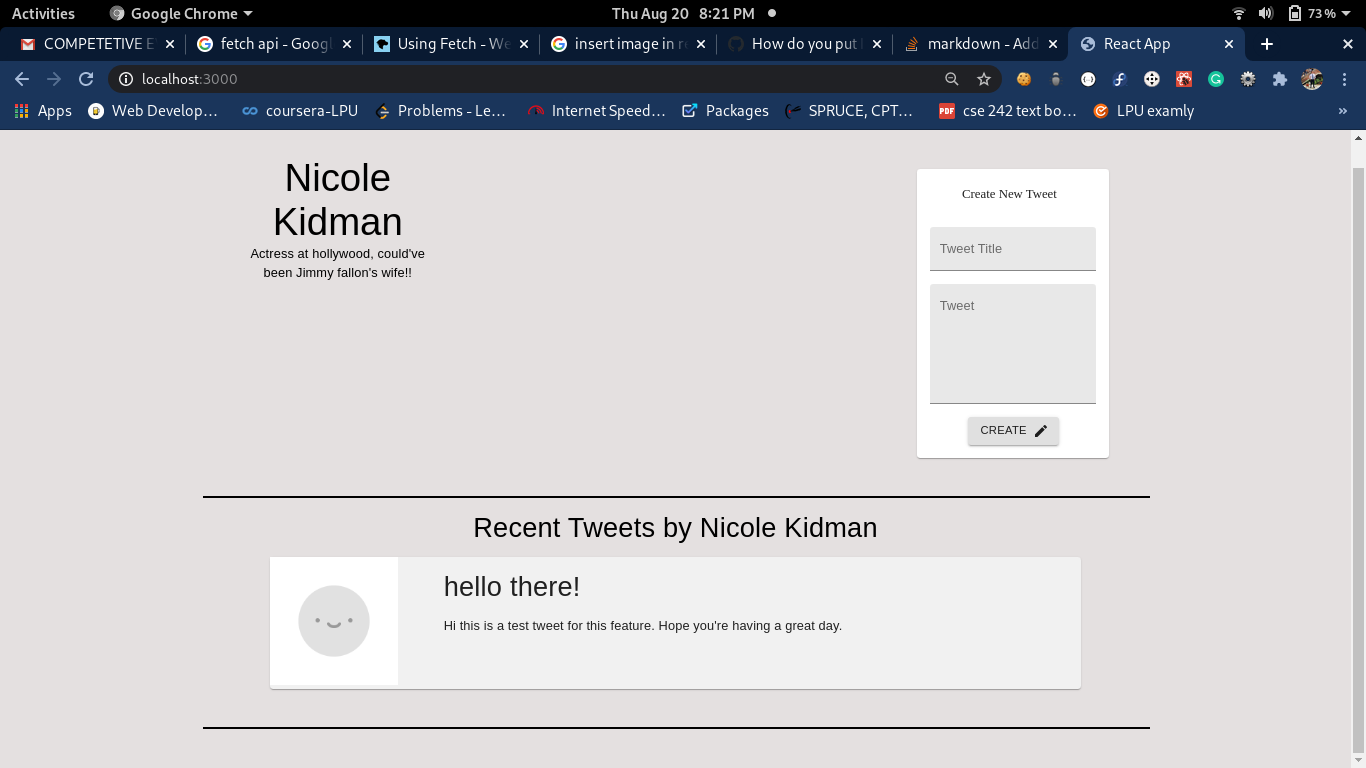 Activities
Google Chrome
Thu Aug 20 8:21 PM
73%
COMPETETIVE E
fetch api - Goog
Using Fetch - We
insert image in re
How do you put
markdown - Add
React App
localhost:3000
Apps
Web Develop...
coursera-LPU
Problems - Le...
Internet Speed...
Packages
SPRUCE, CPT...
PDF
cse 242 text bo...
LPU examly
»
Nicole
Kidman
Actress at hollywood, could've
been Jimmy fallon's wife!!
Create New Tweet
Tweet Title
Tweet
CREATE
Recent Tweets by Nicole Kidman
hello there!
Hi this is a test tweet for this feature. Hope you're having a great day.